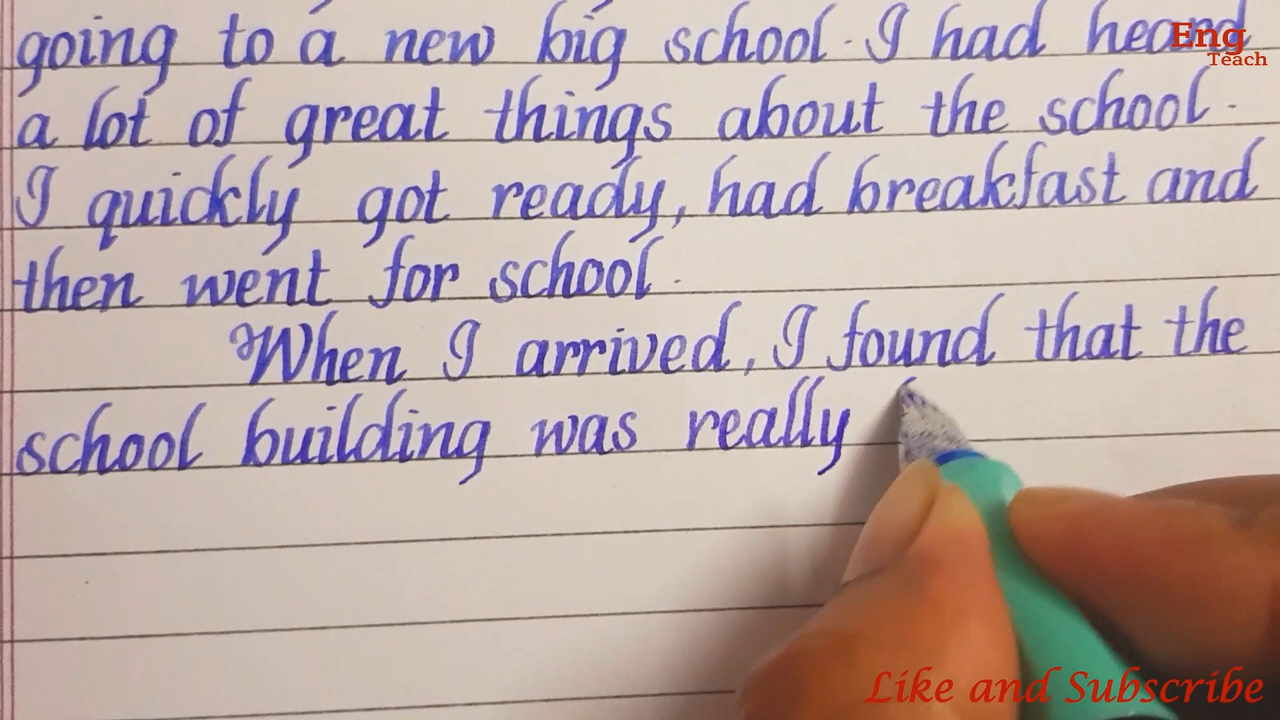 going to a new big school. I had heard
Eng
Teach
a lot of great things about the school.
I quickly got ready, had breakfast and
then went for school.
When I arrived, I found that the
school building was really
Like and Subscribe